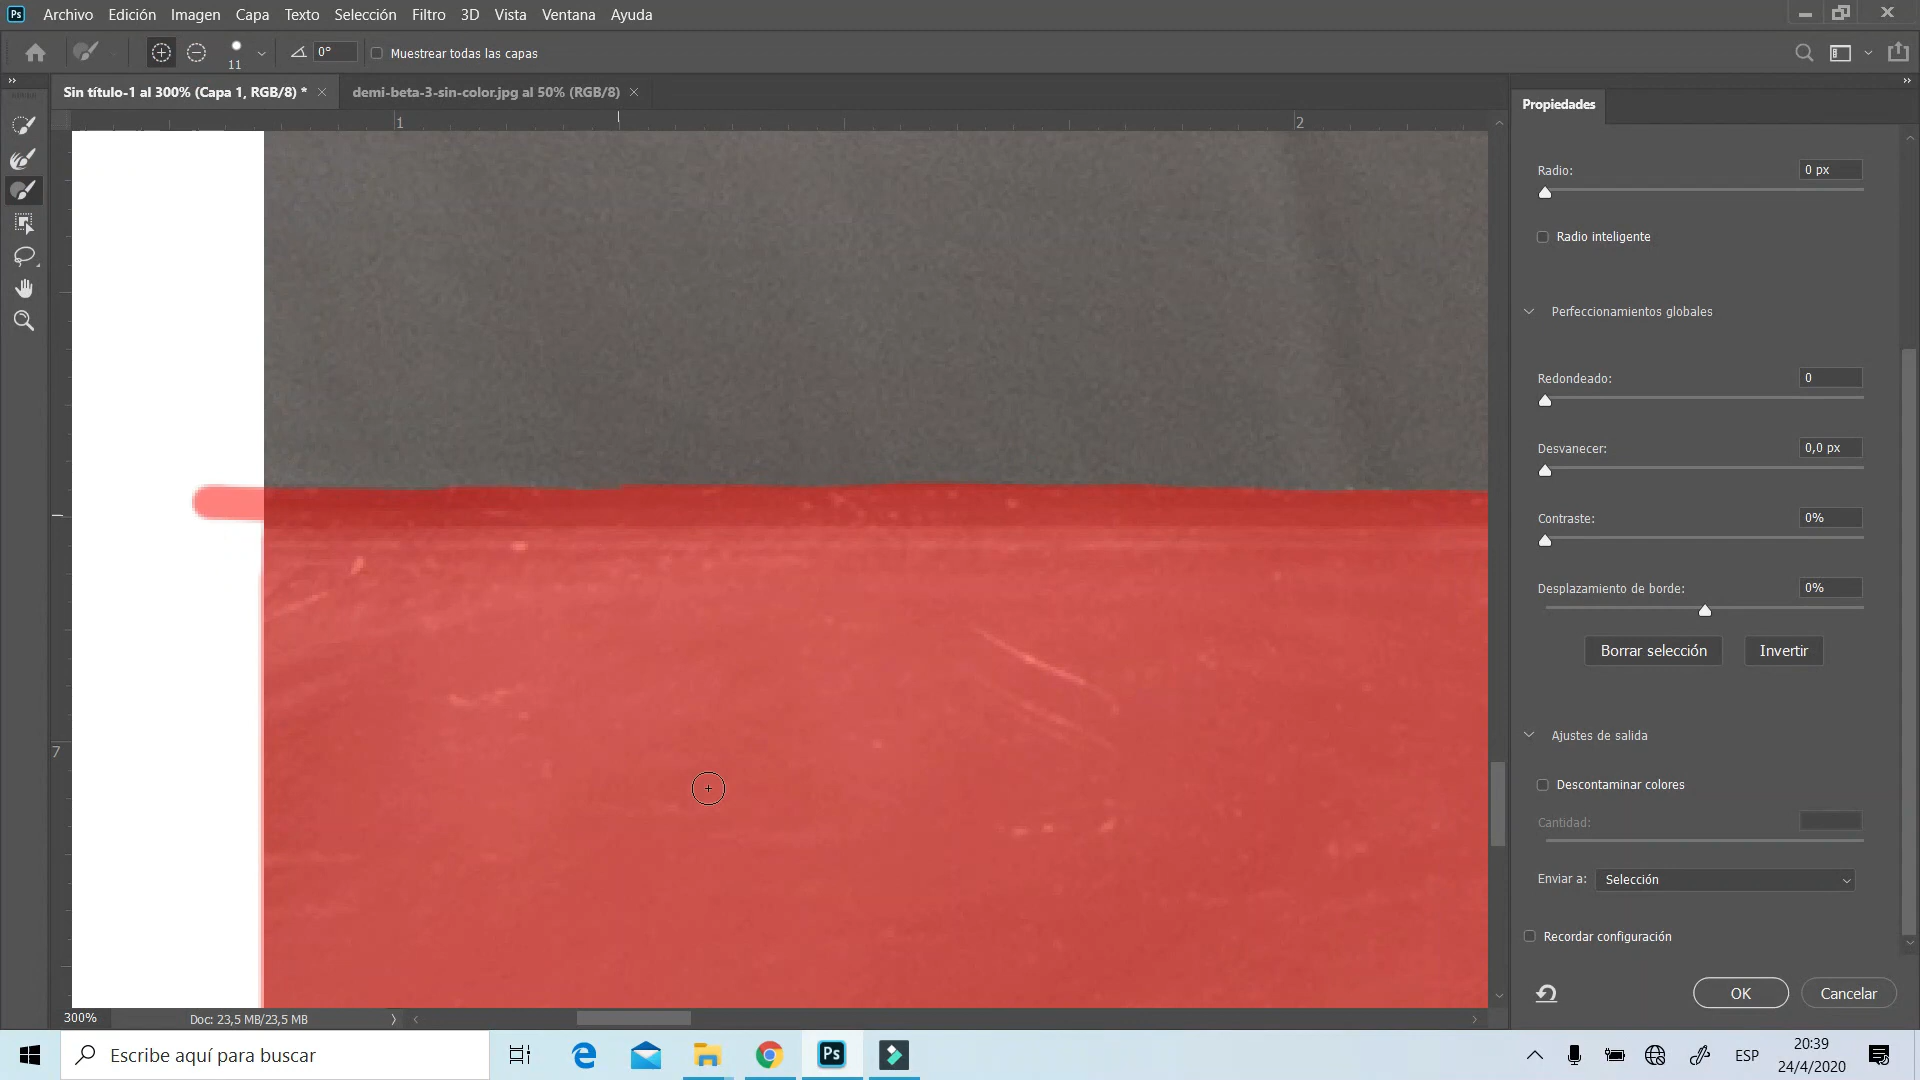 Ps Archivo Edición Imagen Capa Texto Selección Filtro 3D Vista Ventana Ayuda
11 0° Muestrear todas las capas
Sin título-1 al 300% (Capa 1, RGB/8) * × demi-beta-3-sin-color.jpg al 50% (RGB/8) ×
Propiedades
1 2
Radio: 0 px
Radio inteligente
Perfeccionamientos globales
Redondeado: 0
Desvanecer: 0,0 px
Contraste: 0%
Desplazamiento de borde: 0%
Borrar selección Invertir
7
Ajustes de salida
Descontaminar colores
Cantidad:
Enviar a: Selección
Recordar configuración
OK Cancelar
300% Doc: 23,5 MB/23,5 MB
Escribe aquí para buscar
Ps
ESP
20:39
24/4/2020